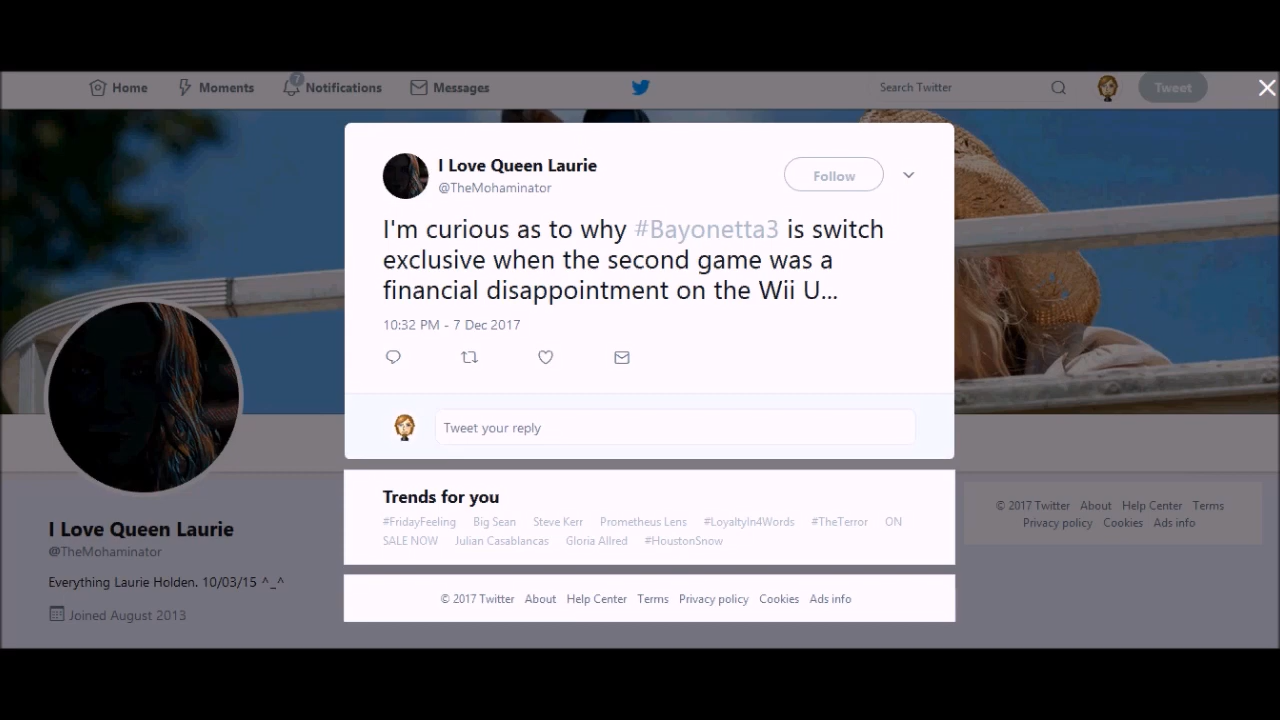 Home Moments 7 Notifications Messages Search Twitter Tweet
I Love Queen Laurie Follow
@TheMohaminator
I'm curious as to why #Bayonetta3 is switch
exclusive when the second game was a
financial disappointment on the Wii U...
10:32 PM - 7 Dec 2017
Tweet your reply
Trends for you
#FridayFeeling Big Sean Steve Kerr Prometheus Lens #LoyaltyIn4Words #TheTerror ON
SALE NOW Julian Casablancas Gloria Allred #HoustonSnow
© 2017 Twitter About Help Center Terms Privacy policy Cookies Ads info
I Love Queen Laurie
@TheMohaminator
Everything Laurie Holden. 10/03/15 ^_^
Joined August 2013
© 2017 Twitter About Help Center Terms
Privacy policy Cookies Ads info